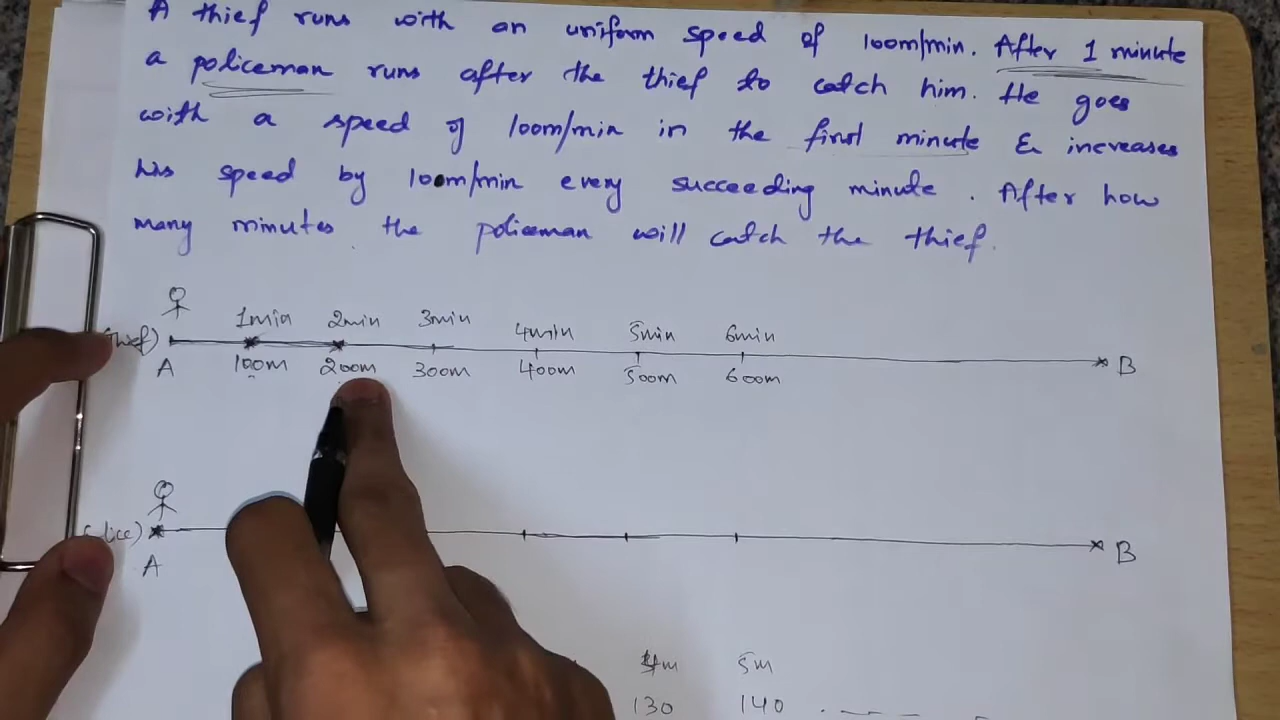 A thief runs with an uniform speed of 100m/min. After 1 minute
a policeman runs after the thief to catch him. He goes
with a speed of 100m/min in the first minute & increases
his speed by 100m/min every succeeding minute. After how
many minutes the policeman will catch the thief.
1min 2min 3min 4min 5min 6min
thief)
A 100m 200m 300m 400m 500m 600m B
lice)
A B
4m 5m
130 140